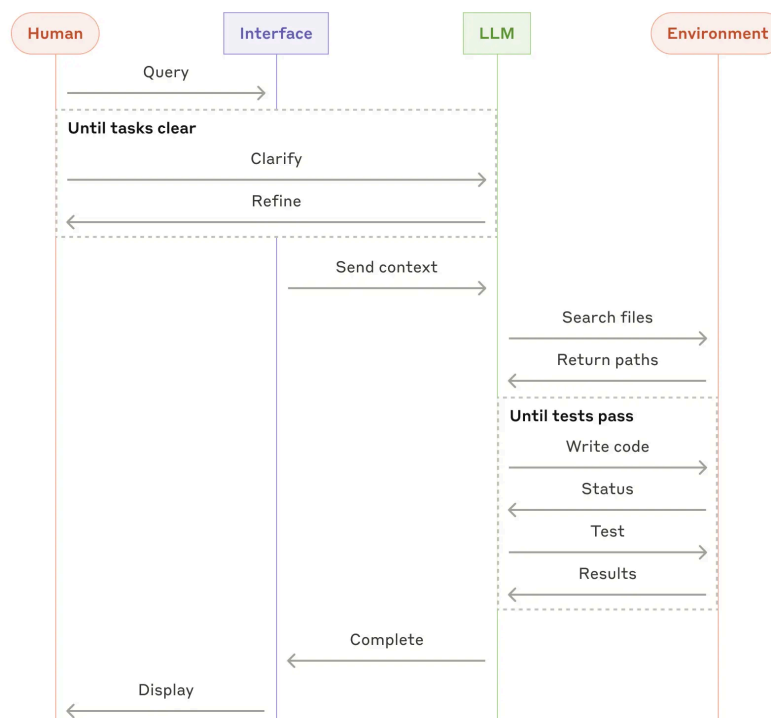 Human
Interface
LLM
Environment
Query
Until tasks clear
Clarify
Refine
Send context
Search files
Return paths
Until tests pass
Write code
Status
Test
Results
Complete
Display